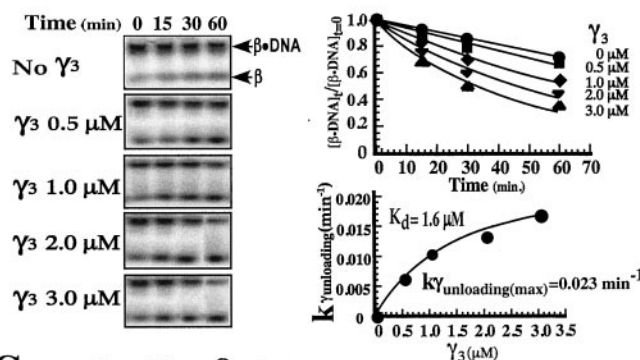 Time (min) 0 15 30 60
No γ3
β•DNA
β
γ3 0.5 μM
γ3 1.0 μM
γ3 2.0 μM
γ3 3.0 μM
[β-DNA]t/[β-DNA]t=0
1.0
0.8
0.6
0.4
0.2
0
0 10 20 30 40 50 60 70
Time (min.)
γ3
0 μM
0.5 μM
1.0 μM
2.0 μM
3.0 μM
kγunloading(min-1)
0.020
0.015
0.010
0.005
0
Kd= 1.6 μM
kγunloading(max)=0.023 min-1
0 0.5 1.0 1.5 2.0 2.5 3.0 3.5
γ3(μM)